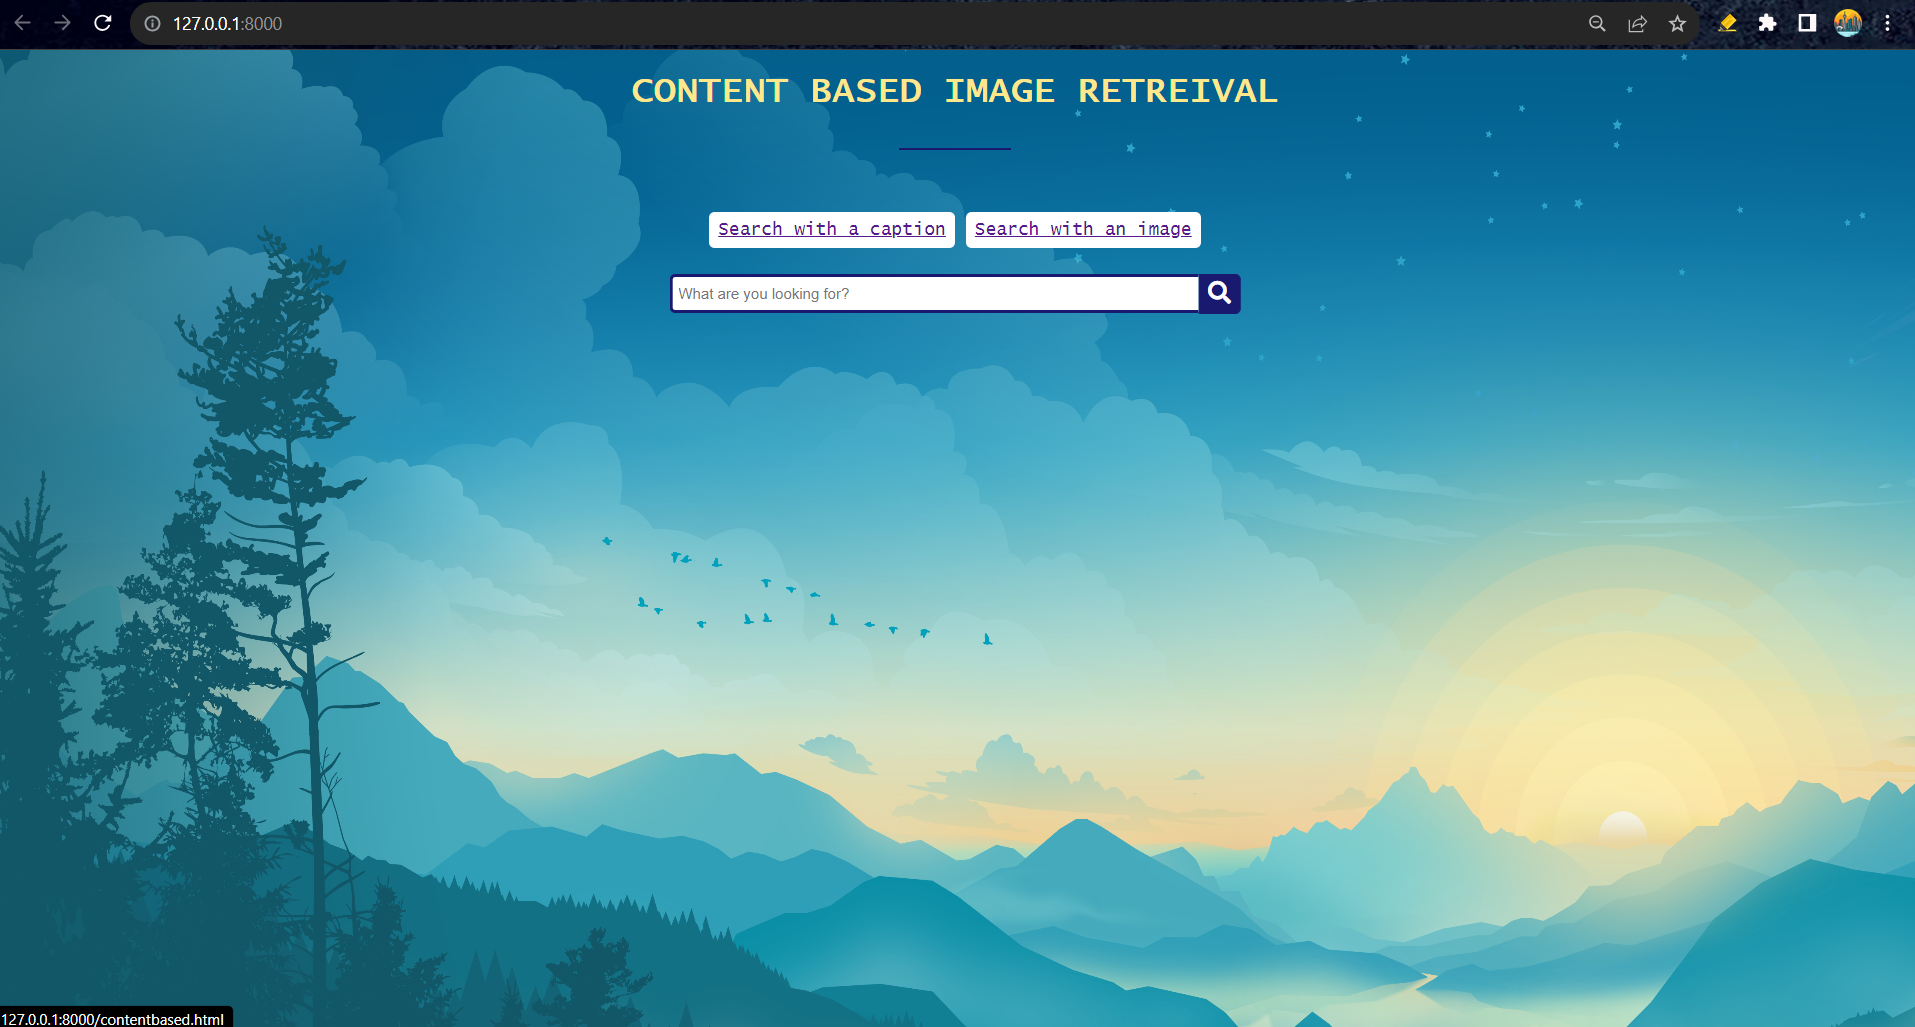 127.0.0.1:8000
CONTENT BASED IMAGE RETREIVAL
Search with a caption Search with an image
What are you looking for?
127.0.0.1:8000/contentbased.html